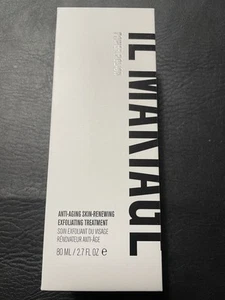 IL MAKIAGE
ANTI-AGING SKIN-RENEWING
EXFOLIATING TREATMENT
SOIN EXFOLIANT DU VISAGE
RÉNOVATEUR ANTI-ÂGE
80 ML / 2.7 FL OZ ℮